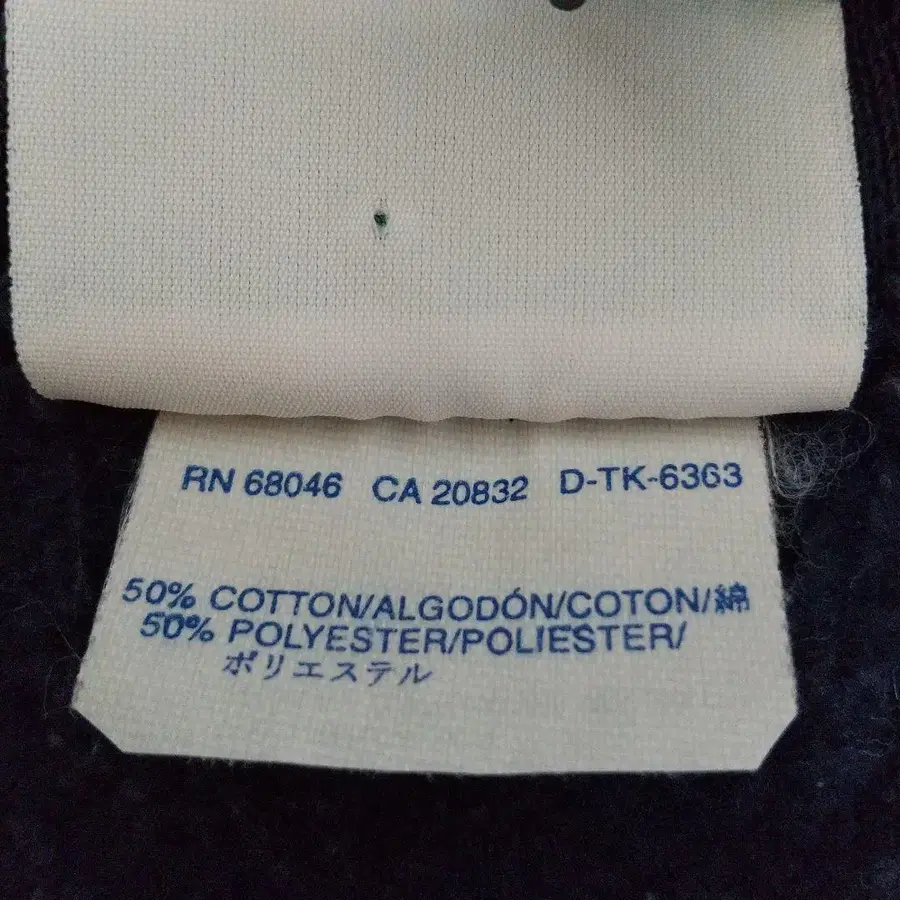 RN 68046 CA 20832 D-TK-6363
50% COTTON/ALGODÓN/COTON/綿
50% POLYESTER/POLIESTER/
ポリエステル